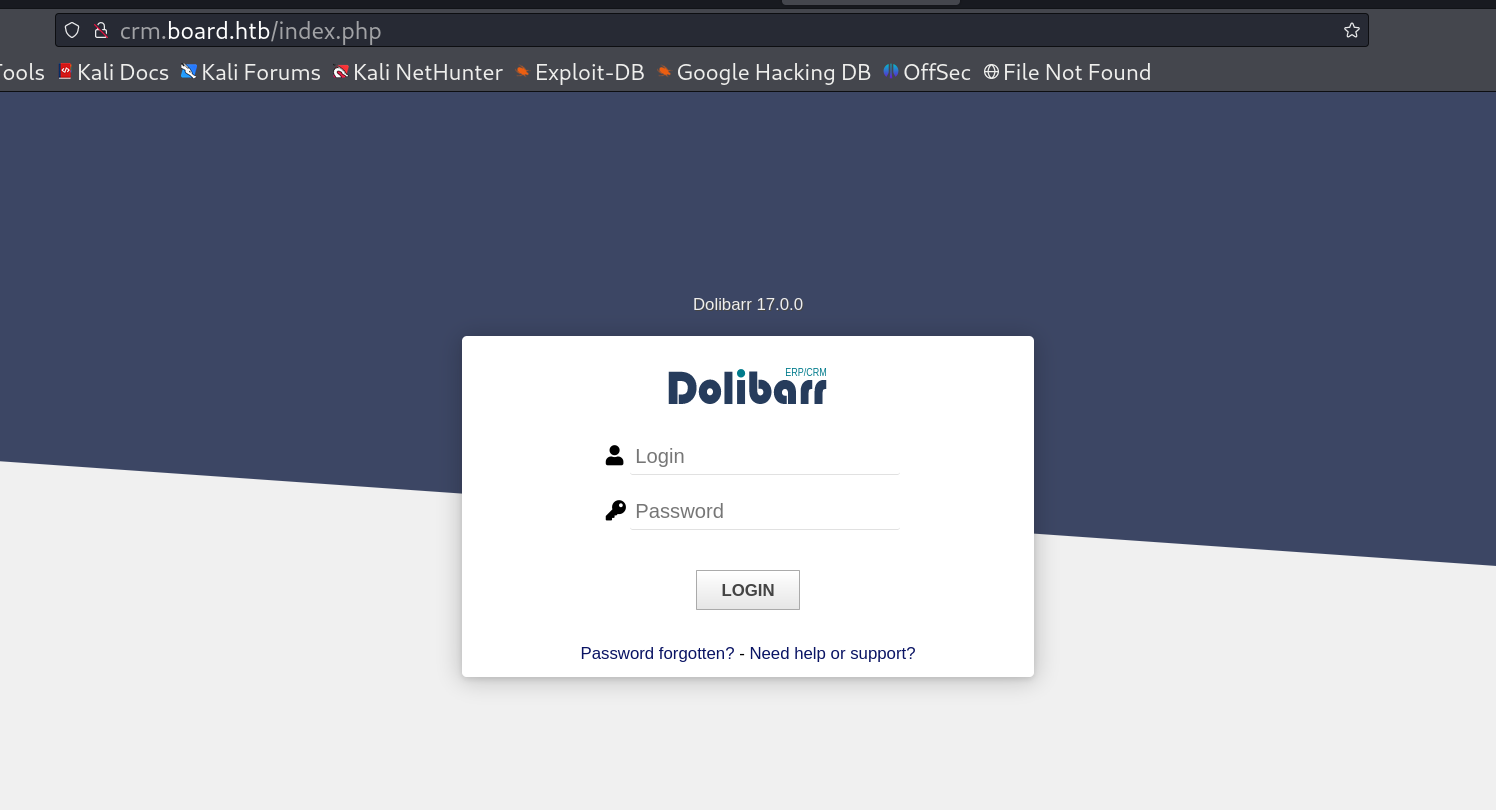 crm.board.htb/index.php
Tools Kali Docs Kali Forums Kali NetHunter Exploit-DB Google Hacking DB OffSec File Not Found
Dolibarr 17.0.0
Dolibarr ERP/CRM
Login
Password
LOGIN
Password forgotten? - Need help or support?